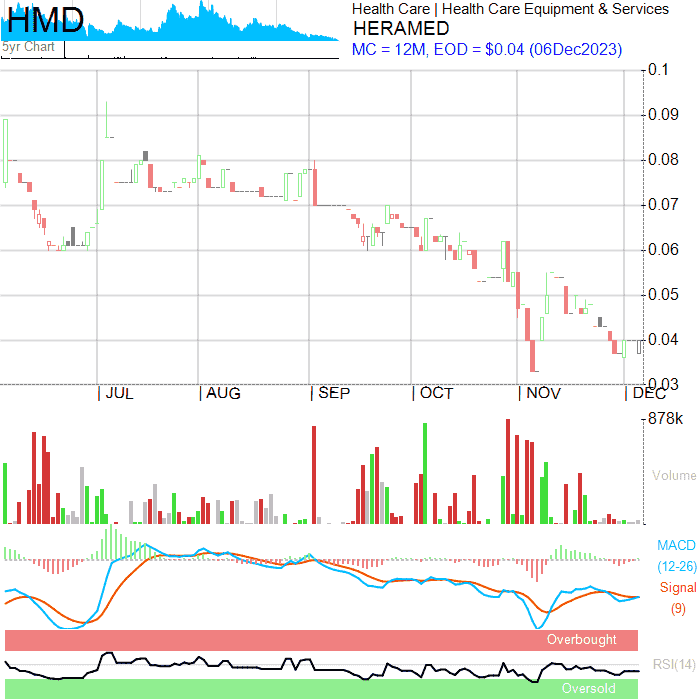 HMD
5yr Chart
Health Care | Health Care Equipment & Services
HERAMED
MC = 12M, EOD = $0.04 (06Dec2023)
0.1
0.09
0.08
0.07
0.06
0.05
0.04
0.03
JUL
AUG
SEP
OCT
NOV
DEC
878k
Volume
MACD
(12-26)
Signal
(9)
Overbought
RSI(14)
Oversold